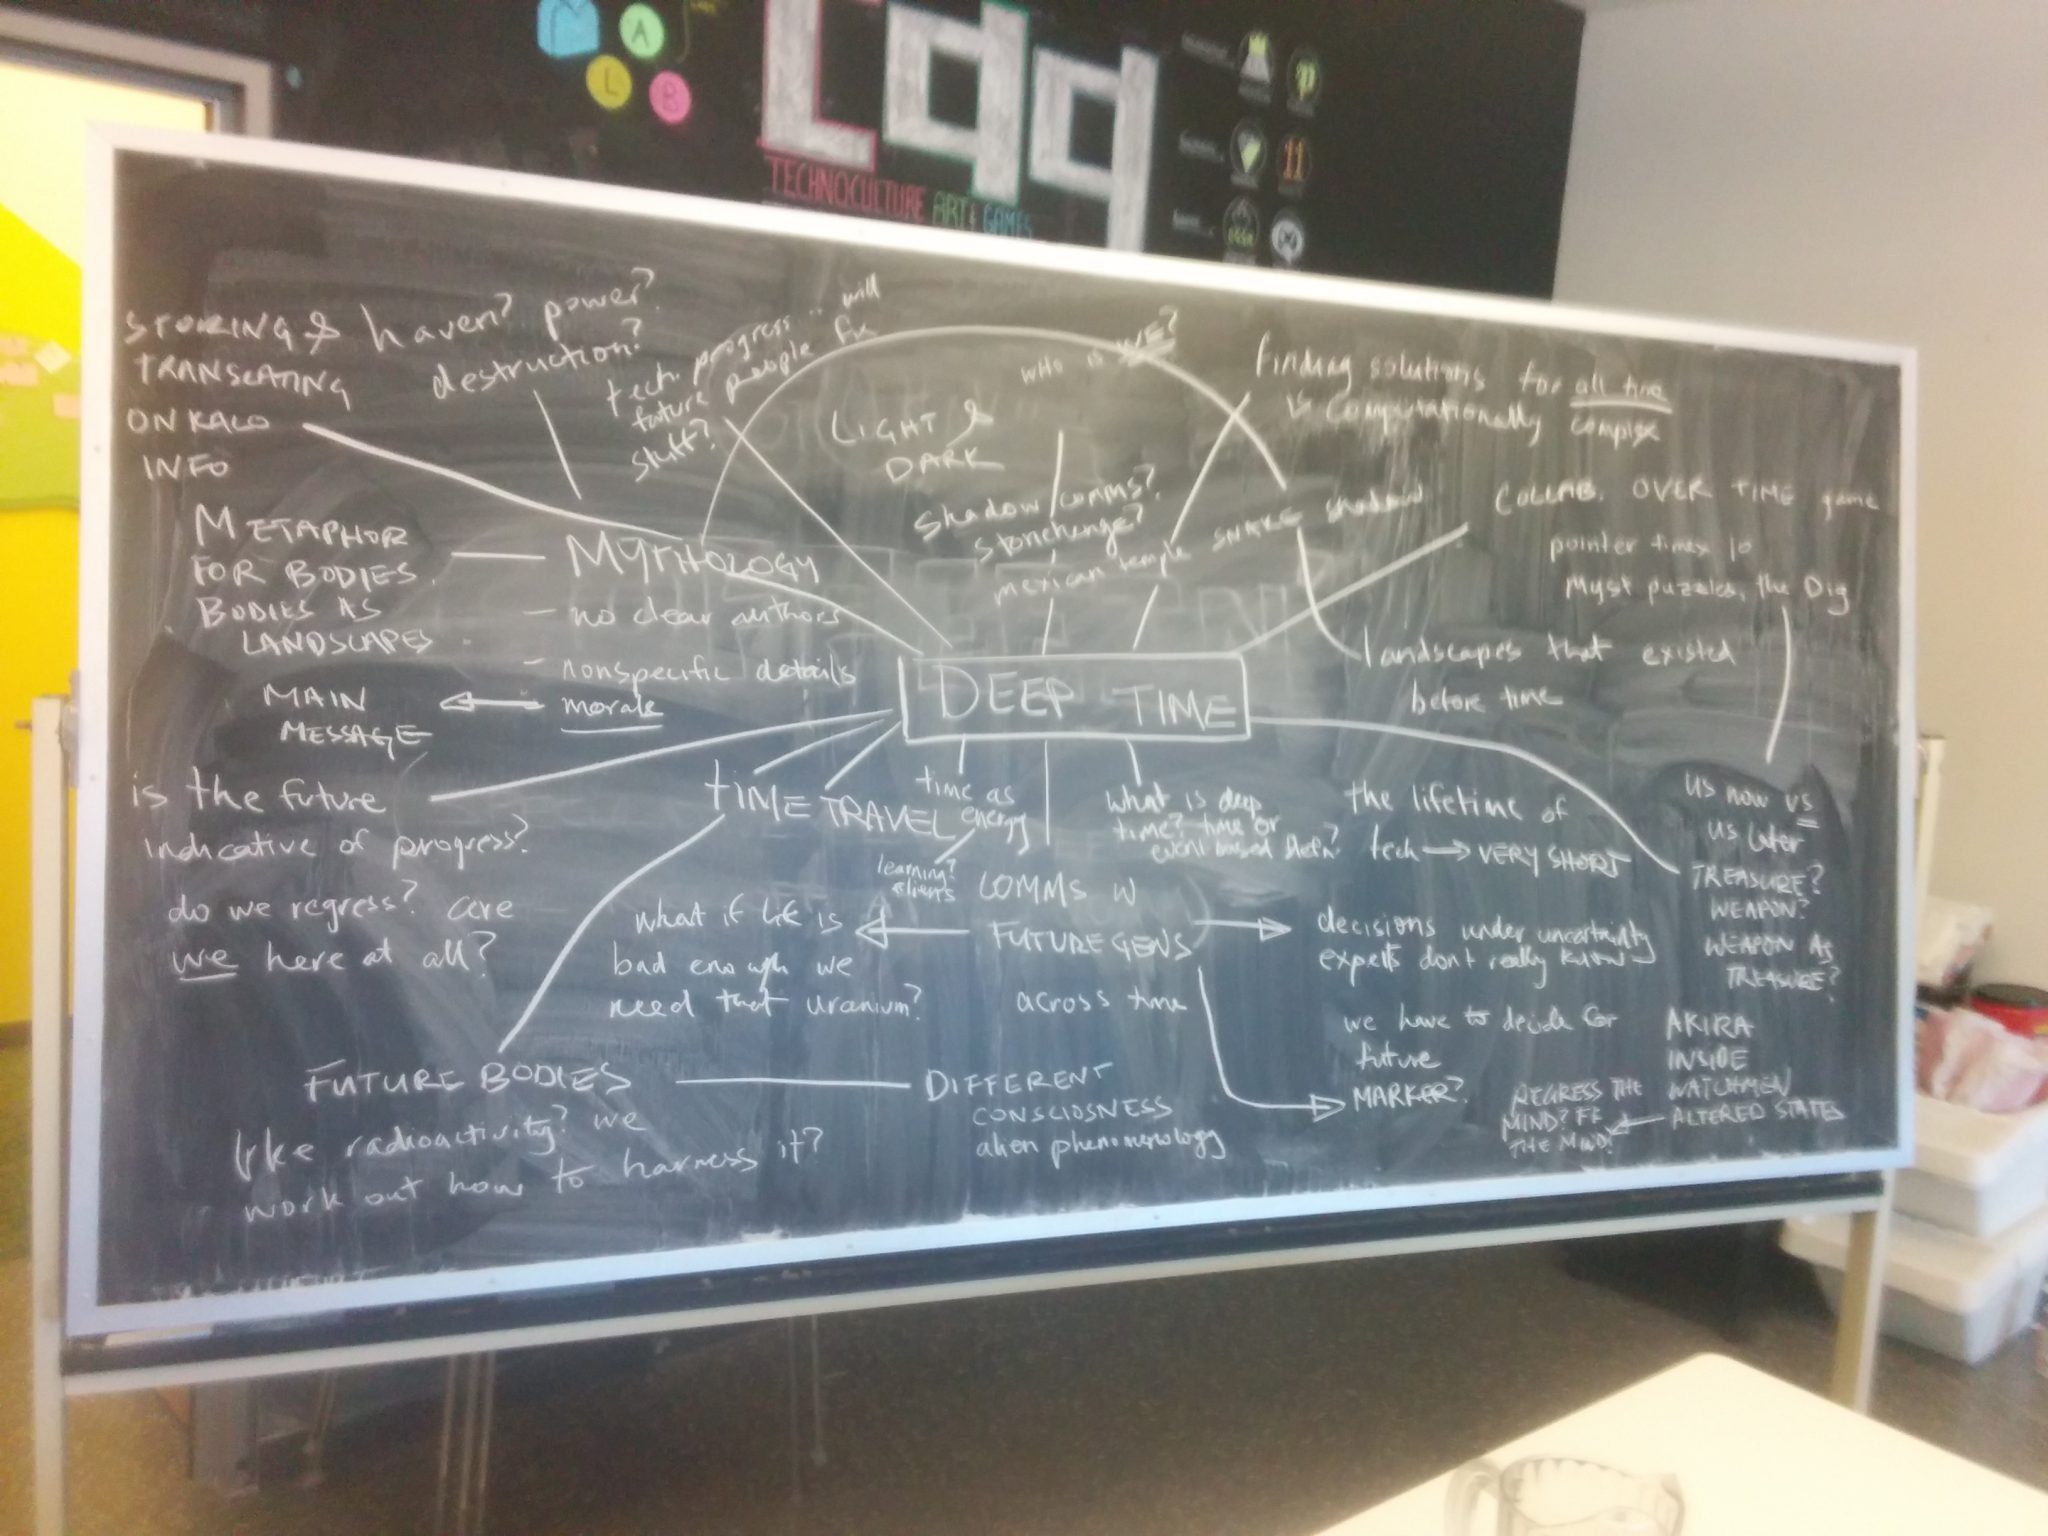 A
L
B
TECHNOCULTURE ART & GAMES
11
STORING &
TRANSLATING
ONKALO
INFO
haven? power?
destruction?
tech. progress .. will
future people fix
stuff?
LIGHT &
DARK
WHO IS WE?
finding solutions for all time
is computationally complex
shadow/comms?
stonehenge?
mexican temple SNAKE shadow
COLLAB. OVER TIME game
pointer times 10
Myst puzzles, the Dig
METAPHOR
FOR BODIES
BODIES AS
LANDSCAPES
MYTHOLOGY
- no clear authors
- nonspecific details
- morals
MAIN
MESSAGE
DEEP TIME
landscapes that existed
before time
is the future
indicative of progress?
do we regress? are
we here at all?
TIME TRAVEL
time as
energy
learning?
aliens
What is deep
time? time or
event based
the lifetime of
tech → VERY SHORT
us now vs
us later
TREASURE?
WEAPON?
WEAPON AS
TREASURE?
COMMS W
FUTURE GENS
across time
what if life is
bad enough we
need that uranium?
decisions under uncertainty
experts don't really know
we have to decide for
future
MARKER?
AKIRA
INSIDE
WATCHMEN
ALTERED STATES
REGRESS THE
MIND? FF
THE MIND?
FUTURE BODIES
like radioactivity? we
work out how to harness it?
DIFFERENT
CONSCIOSNESS
alien phenomenology